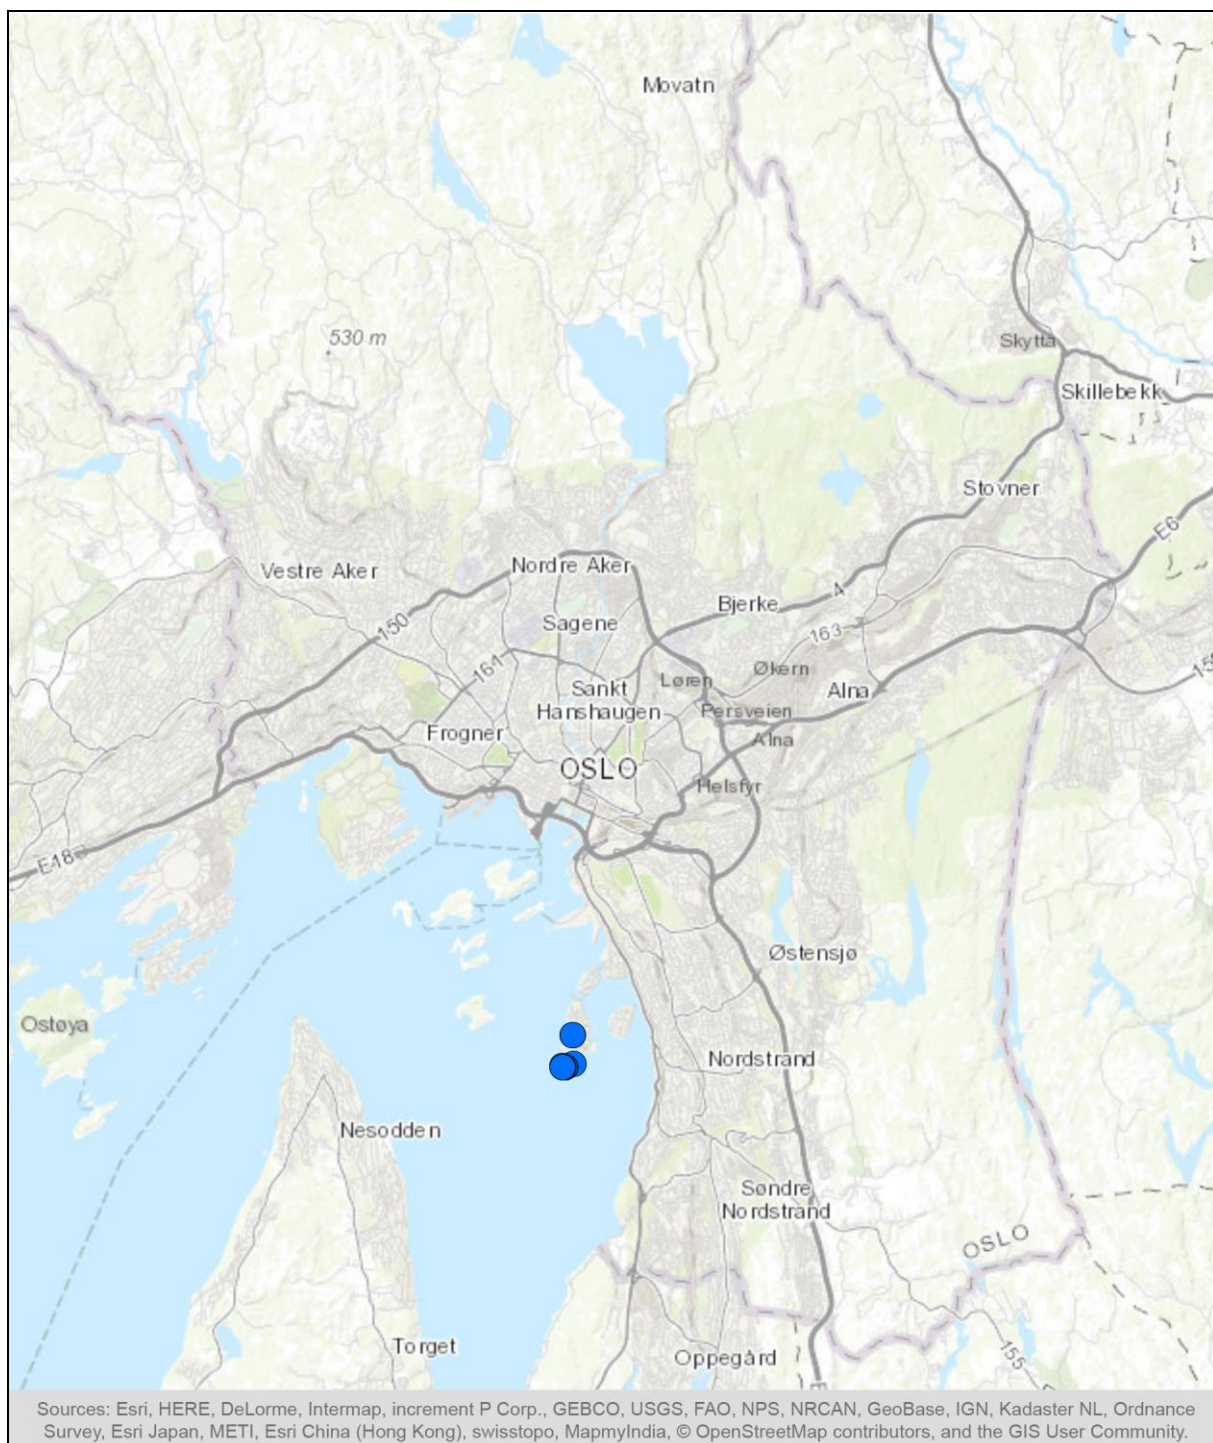 Movatn
530 m
Skytta
Skillebekk
Stovner
E6
Vestre Aker
Nordre Aker
Bjerke
4
150
Sagene
163
161
Økern
Løren
Sankt
Hanshaugen
Alna
Persveien
Frogner
Alna
OSLO
Helsfyr
E18
Østensjø
Ostøya
Nordstrand
Nesodden
Søndre
Nordstrand
OSLO
Torget
Oppegård
155
Sources: Esri, HERE, DeLorme, Intermap, increment P Corp., GEBCO, USGS, FAO, NPS, NRCAN, GeoBase, IGN, Kadaster NL, Ordnance
Survey, Esri Japan, METI, Esri China (Hong Kong), swisstopo, MapmyIndia, © OpenStreetMap contributors, and the GIS User Community.